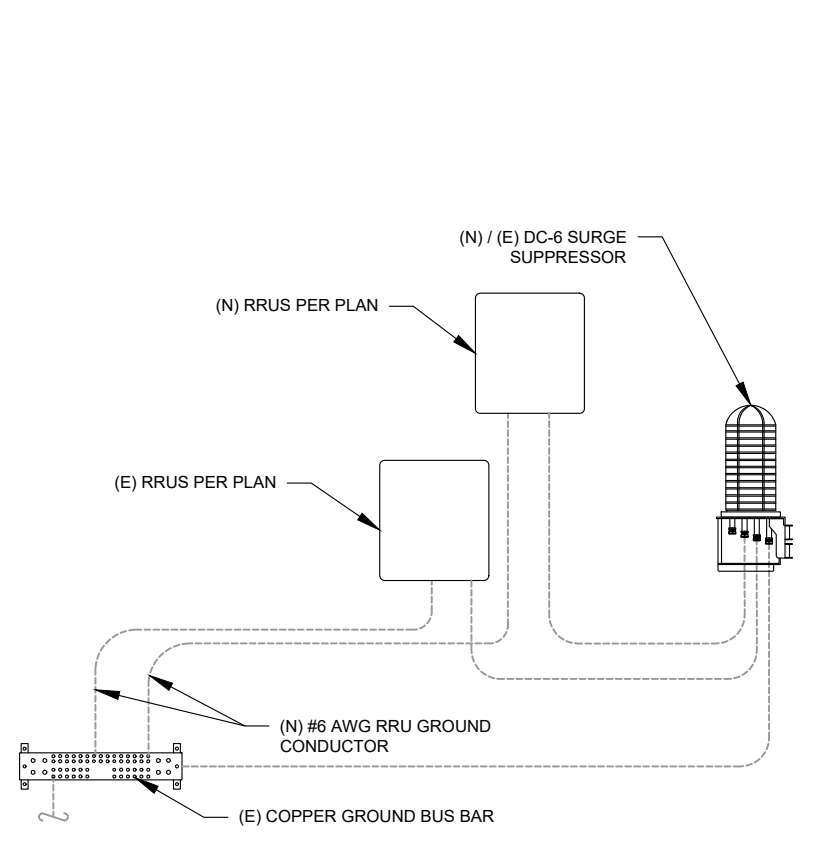 (N) / (E) DC-6 SURGE
SUPPRESSOR
(N) RRUS PER PLAN
(E) RRUS PER PLAN
(N) #6 AWG RRU GROUND
CONDUCTOR
(E) COPPER GROUND BUS BAR